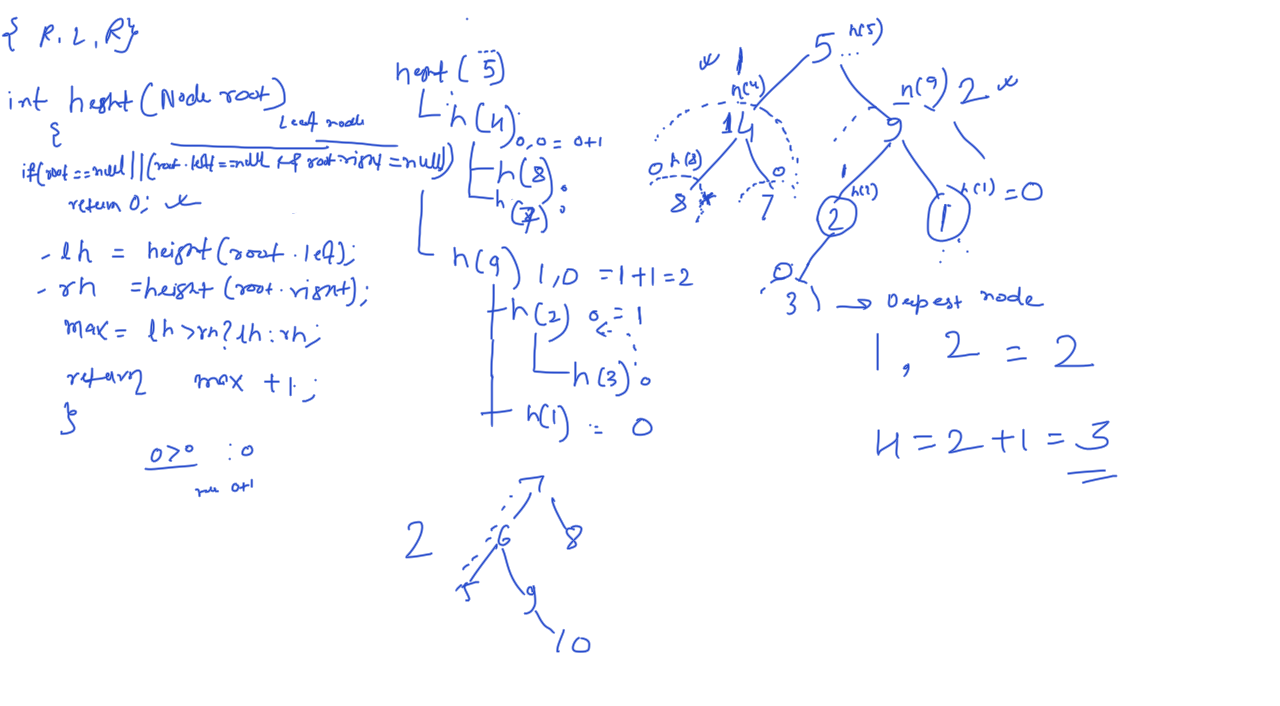 { R, L, R}
int height(Node root)
{
Leaf node
if(root==null||(root.left==null && root.right=null)
return 0;
- lh = height(root.left);
- rh =height(root.right);
max= lh>rh?lh:rh;
return max +1;
}
0>0 :0
0+1
height(5)
h(4) 0,0= 0+1
h(8) 0
h(7) 0
h(9) 1,0 =1+1=2
h(2) 0=1
h(3) 0
h(1) = 0
5 h(5)
1 h(4) 14
h(9) 2
9
0 h(8) 0
8 7
1 h(2) 2
h(1) =0
1
0
3 → Deepest node
1, 2 = 2
H=2+1=3
7
2 6 8
5 9
10